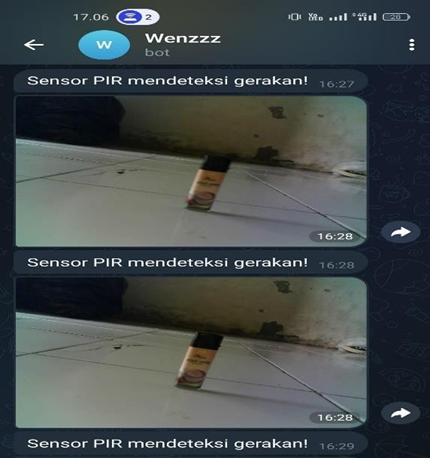 17.06 2
20
W Wenzzz
bot
Sensor PIR mendeteksi gerakan! 16:27
16:28
Sensor PIR mendeteksi gerakan! 16:28
16:28
Sensor PIR mendeteksi gerakan! 16:29